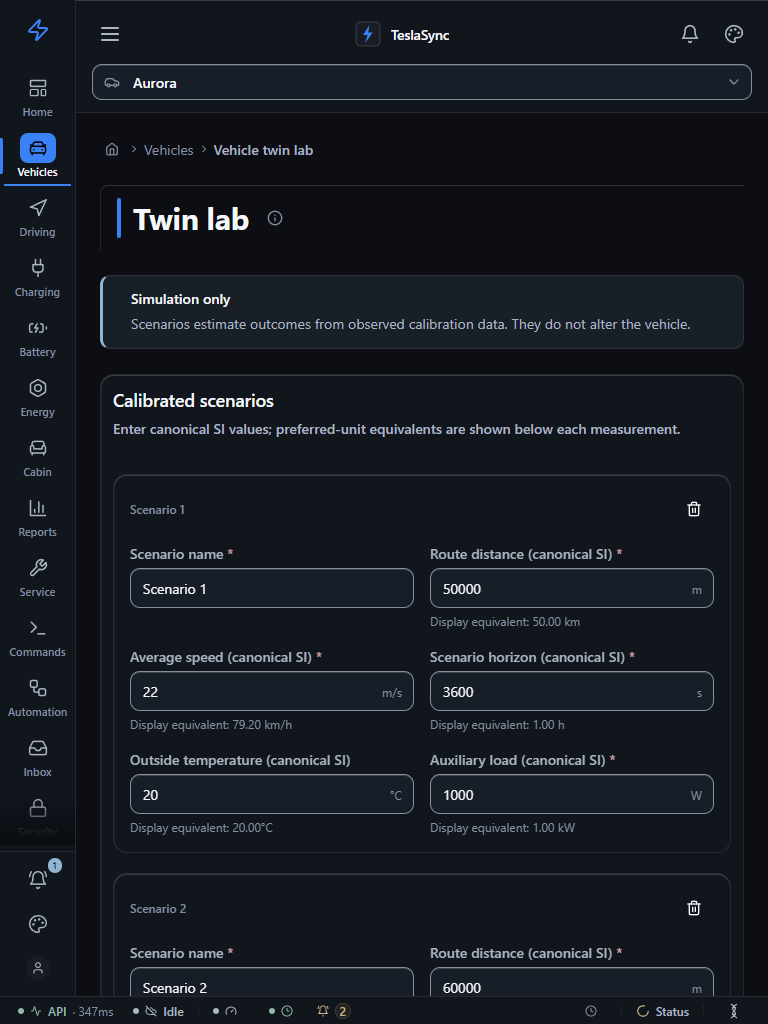 TeslaSync
Aurora
Home
Vehicles
Driving
Charging
Battery
Energy
Cabin
Reports
Service
Commands
Automation
Inbox
Security
1
Vehicles
Vehicle twin lab
Twin lab
Simulation only
Scenarios estimate outcomes from observed calibration data. They do not alter the vehicle.
Calibrated scenarios
Enter canonical SI values; preferred-unit equivalents are shown below each measurement.
Scenario 1
Scenario name * Route distance (canonical SI) *
Scenario 1 50000 m
Display equivalent: 50.00 km
Average speed (canonical SI) * Scenario horizon (canonical SI) *
22 m/s 3600 s
Display equivalent: 79.20 km/h Display equivalent: 1.00 h
Outside temperature (canonical SI) Auxiliary load (canonical SI) *
20 °C 1000 W
Display equivalent: 20.00°C Display equivalent: 1.00 kW
Scenario 2
Scenario name * Route distance (canonical SI) *
Scenario 2 60000 m
API · 347ms Idle 2 Status